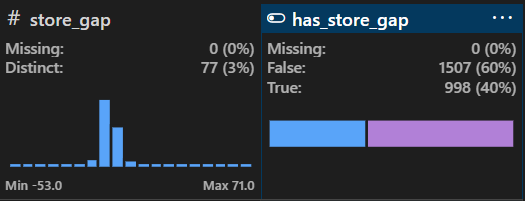 # store_gap
Missing: 0 (0%)
Distinct: 77 (3%)
Min -53.0 Max 71.0
has_store_gap ···
Missing: 0 (0%)
False: 1507 (60%)
True: 998 (40%)